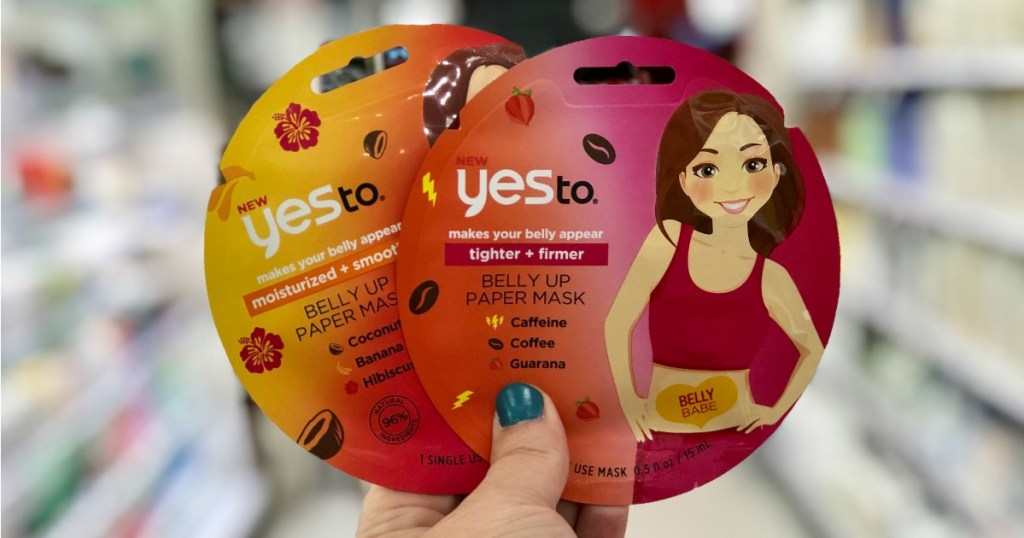 NEW
yes to.
makes your belly appear
moisturized + smoot
BELLY UP
PAPER MAS
Coconut
Banana
Hibiscu
NATURAL
96%
INGREDIENTS
1 SINGLE US
NEW
yes to.
makes your belly appear
tighter + firmer
BELLY UP
PAPER MASK
Caffeine
Coffee
Guarana
BELLY
BABE
USE MASK 0.5 fl oz / 15 mL